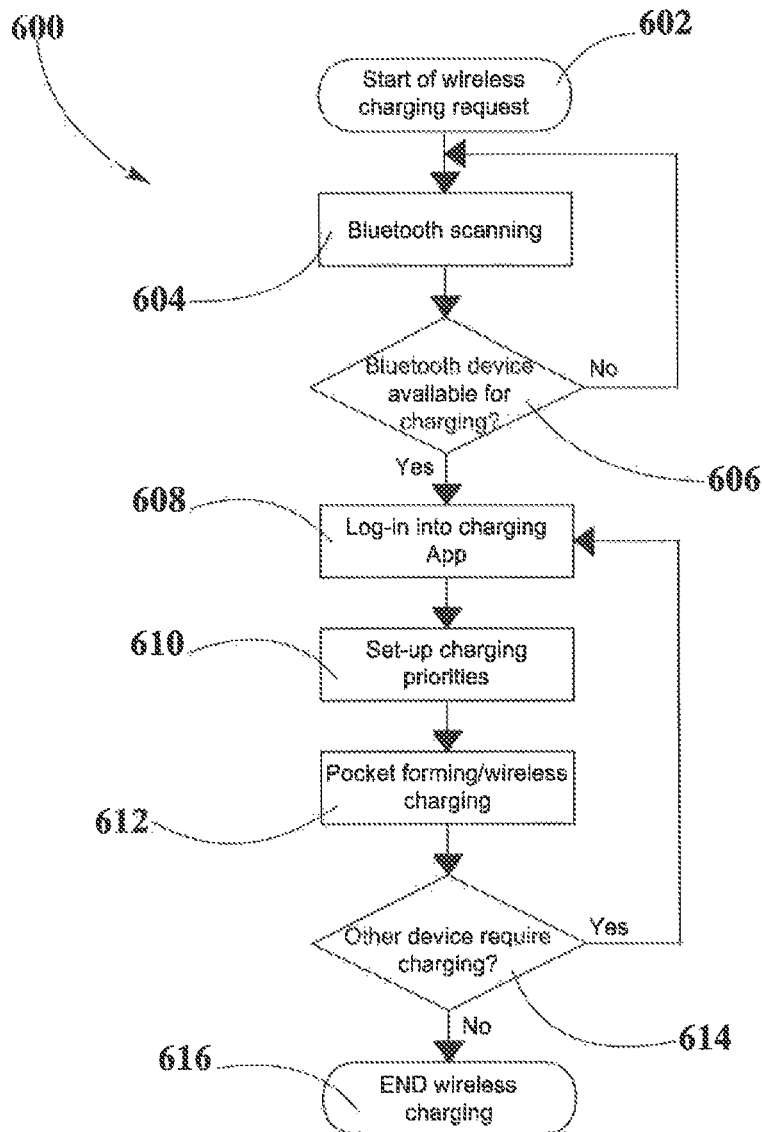 600
602
Start of wireless
charging request
Bluetooth scanning
604
Bluetooth device
available for
charging?
No
606
Yes
608
Log-in into charging
App
610
Set-up charging
priorities
Pocket forming/wireless
charging
612
Other device require
charging?
Yes
614
No
616
END wireless
charging